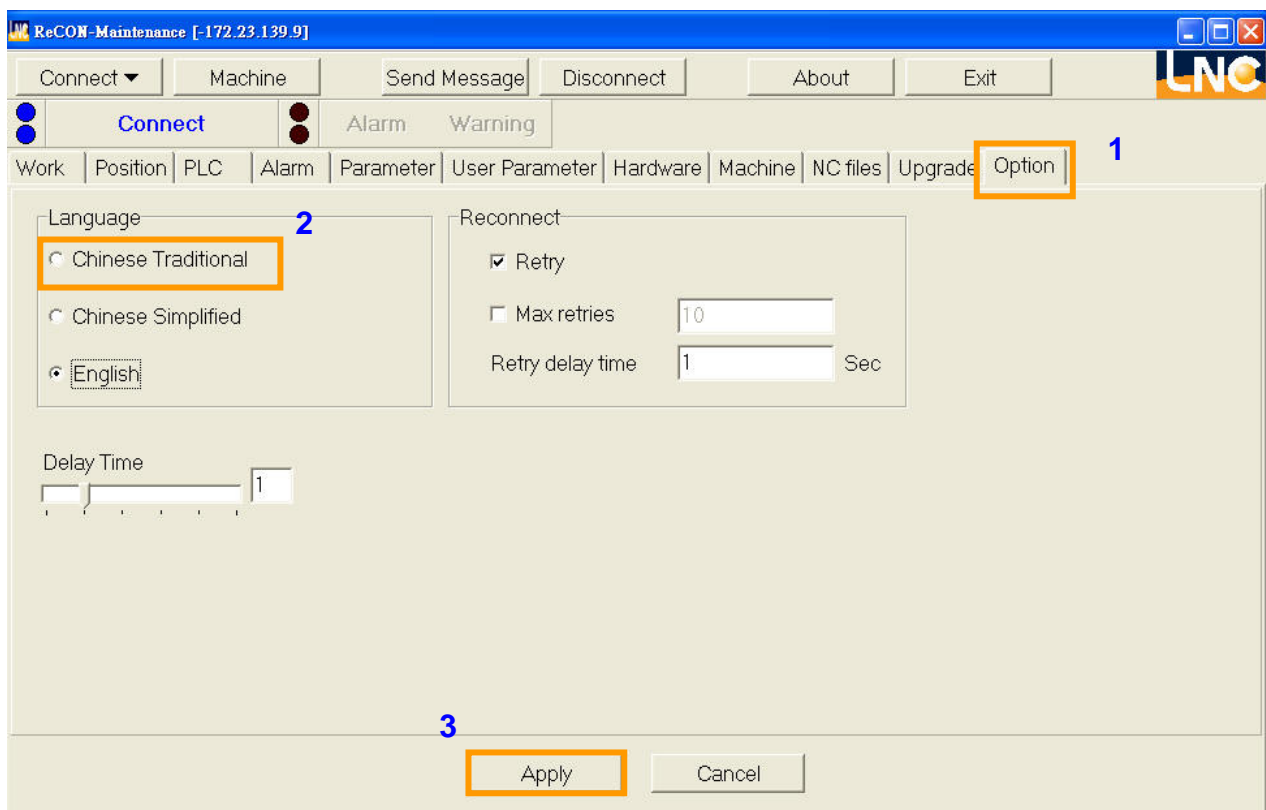 ReCON-Maintenance [-172.23.139.9]
Connect Machine Send Message Disconnect About Exit LNC
Connect Alarm Warning
1
Work Position PLC Alarm Parameter User Parameter Hardware Machine NC files Upgrade Option
Language 2 Reconnect
Chinese Traditional Retry
Chinese Simplified Max retries 10
English Retry delay time 1 Sec
Delay Time
1
3
Apply Cancel